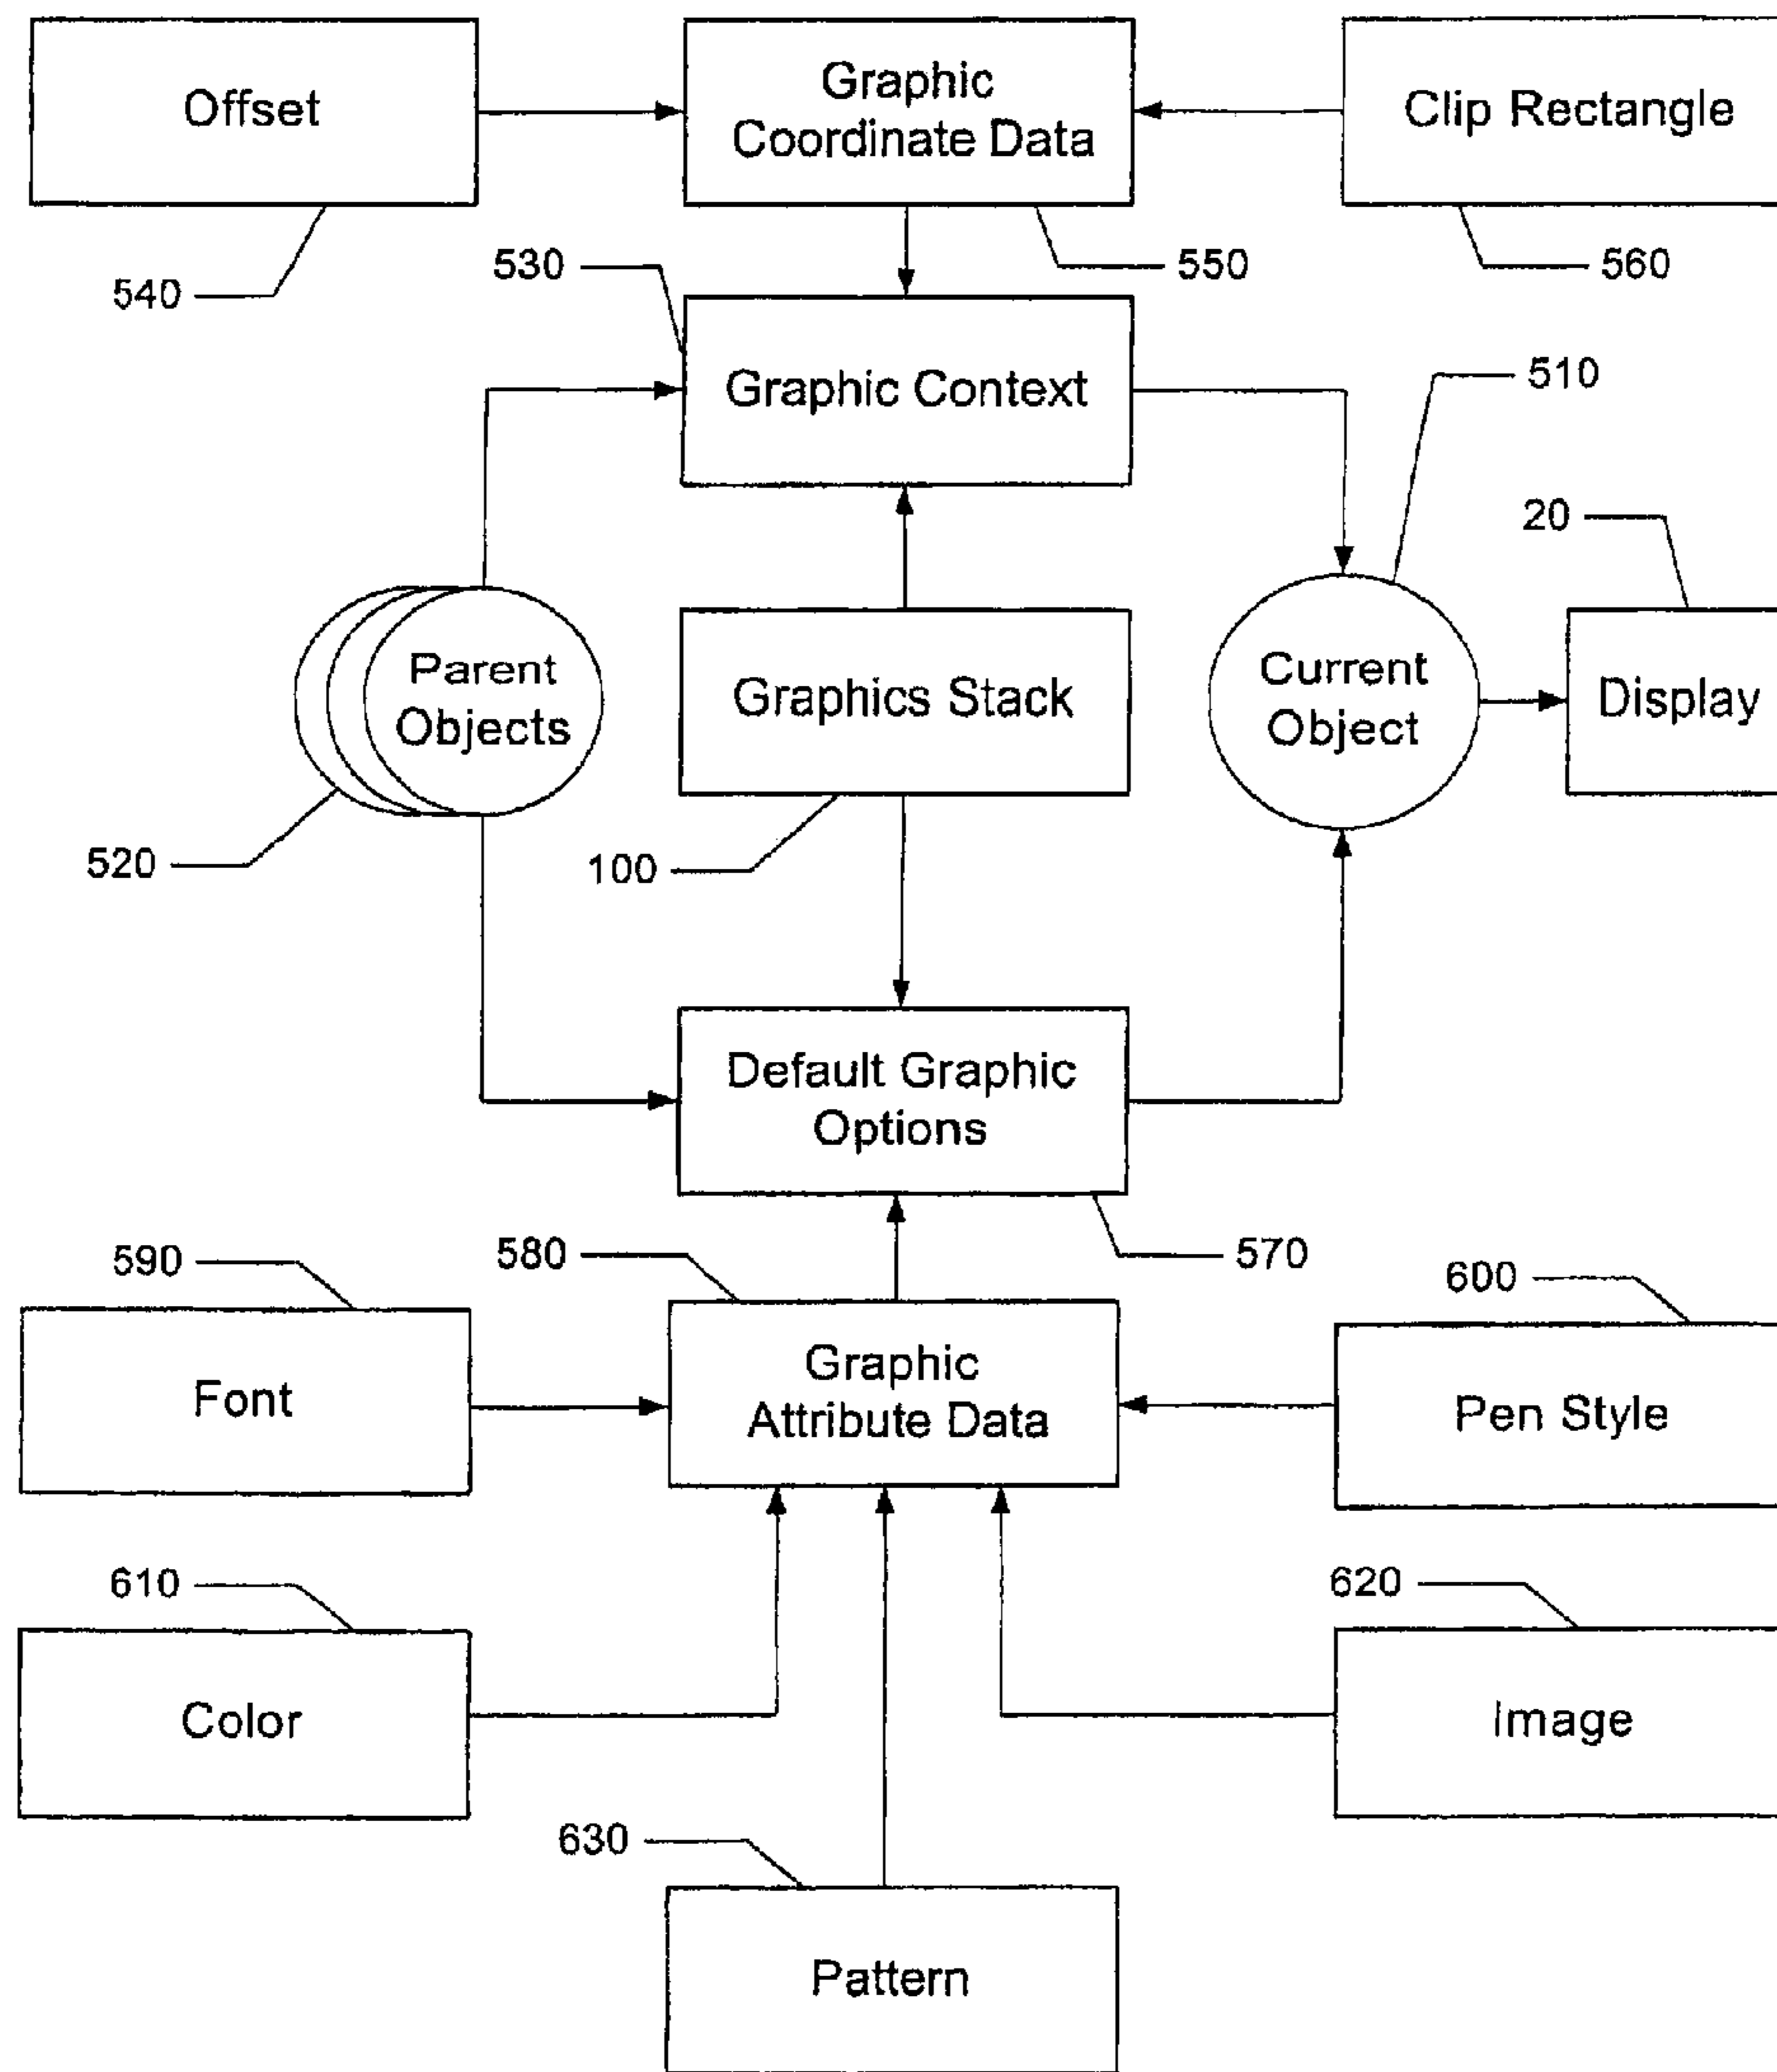 Offset
Graphic
Coordinate Data
Clip Rectangle
540
530
550
560
Graphic Context
510
20
Parent
Objects
Graphics Stack
Current
Object
Display
520
100
Default Graphic
Options
590
580
570
600
Font
Graphic
Attribute Data
Pen Style
610
620
Color
Image
630
Pattern